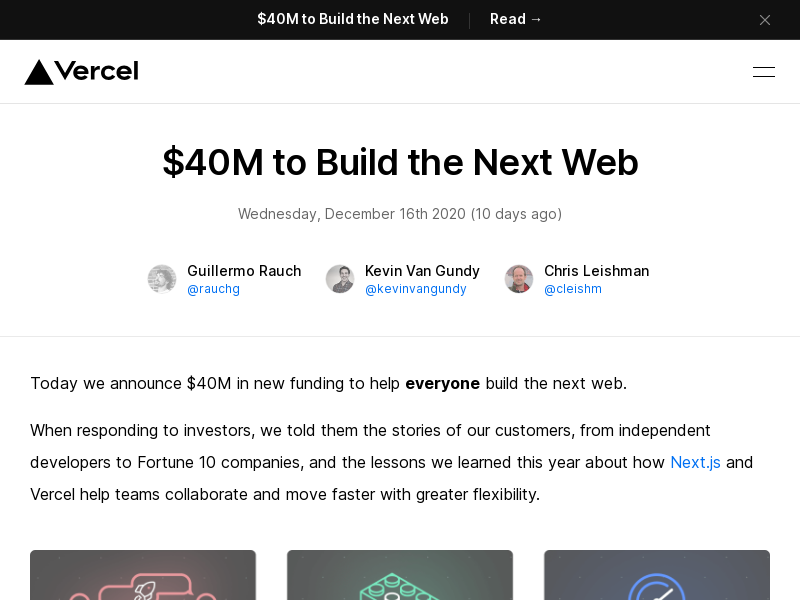 $40M to Build the Next Web
Read →
Vercel
$40M to Build the Next Web
Wednesday, December 16th 2020 (10 days ago)
Guillermo Rauch
@rauchg
Kevin Van Gundy
@kevinvangundy
Chris Leishman
@cleishm
Today we announce $40M in new funding to help everyone build the next web.
When responding to investors, we told them the stories of our customers, from independent
developers to Fortune 10 companies, and the lessons we learned this year about how Next.js and
Vercel help teams collaborate and move faster with greater flexibility.